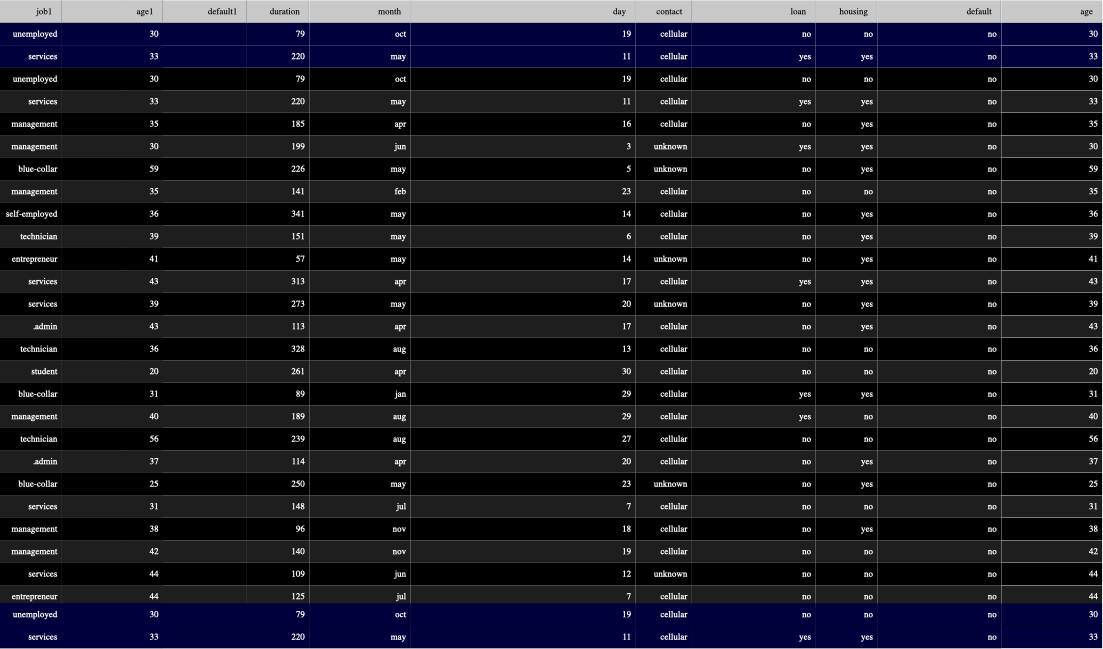 job1 age1 default1 duration month day contact loan housing default age
unemployed 30 79 oct 19 cellular no no no 30
services 33 220 may 11 cellular yes yes no 33
unemployed 30 79 oct 19 cellular no no no 30
services 33 220 may 11 cellular yes yes no 33
management 35 185 apr 16 cellular no yes no 35
management 30 199 jun 3 unknown yes yes no 30
blue-collar 59 226 may 5 unknown no yes no 59
management 35 141 feb 23 cellular no no no 35
self-employed 36 341 may 14 cellular no yes no 36
technician 39 151 may 6 cellular no yes no 39
entrepreneur 41 57 may 14 unknown no yes no 41
services 43 313 apr 17 cellular yes yes no 43
services 39 273 may 20 unknown no yes no 39
.admin 43 113 apr 17 cellular no yes no 43
technician 36 328 aug 13 cellular no no no 36
student 20 261 apr 30 cellular no no no 20
blue-collar 31 89 jan 29 cellular yes yes no 31
management 40 189 aug 29 cellular yes no no 40
technician 56 239 aug 27 cellular no no no 56
.admin 37 114 apr 20 cellular no yes no 37
blue-collar 25 250 may 23 unknown no yes no 25
services 31 148 jul 7 cellular no no no 31
management 38 96 nov 18 cellular no yes no 38
management 42 140 nov 19 cellular no no no 42
services 44 109 jun 12 unknown no no no 44
entrepreneur 44 125 jul 7 cellular no no no 44
unemployed 30 79 oct 19 cellular no no no 30
services 33 220 may 11 cellular yes yes no 33